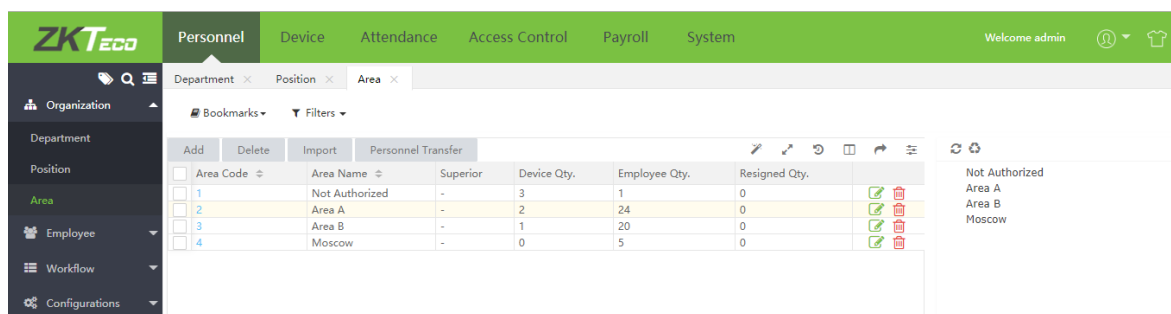 ZKTeco Personnel Device Attendance Access Control Payroll System Welcome admin
Department × Position × Area ×
Organization
Bookmarks Filters
Department
Add Delete Import Personnel Transfer
Position
Area Code Area Name Superior Device Qty. Employee Qty. Resigned Qty.
1 Not Authorized - 3 1 0
Area
2 Area A - 2 24 0
3 Area B - 1 20 0
Employee
4 Moscow - 0 5 0
Workflow
Configurations
Not Authorized
Area A
Area B
Moscow